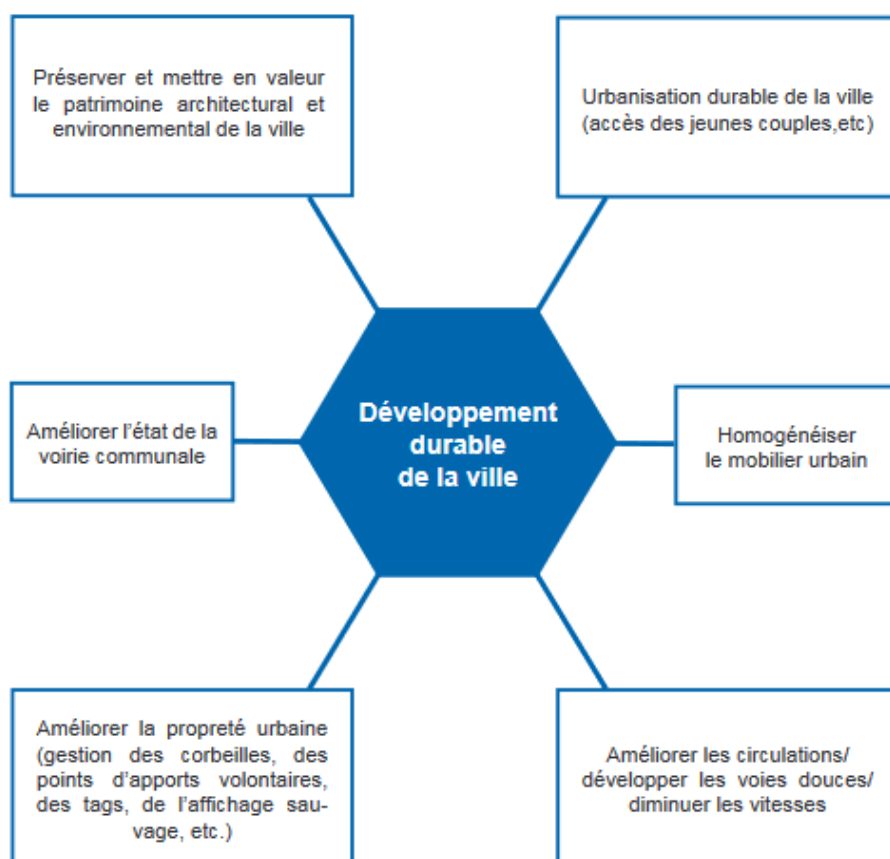 Préserver et mettre en valeur
le patrimoine architectural et
environnemental de la ville
Urbanisation durable de la ville
(accès des jeunes couples,etc)
Améliorer l'état de la
voirie communale
Développement
durable
de la ville
Homogénéiser
le mobilier urbain
Améliorer la propreté urbaine
(gestion des corbeilles, des
points d'apports volontaires,
des tags, de l'affichage sau-
vage, etc.)
Améliorer les circulations/
développer les voies douces/
diminuer les vitesses